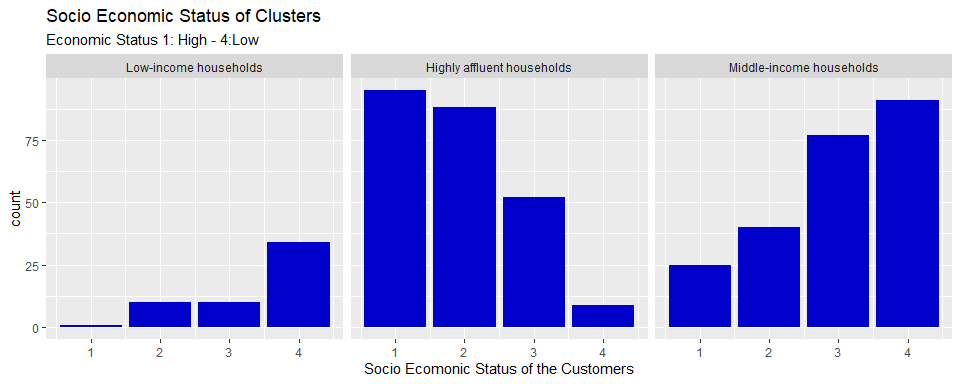 Socio Economic Status of Clusters
Economic Status 1: High - 4:Low
Low-income households
Highly affluent households
Middle-income households
count
75
50
25
0
1 2 3 4
1 2 3 4
1 2 3 4
Socio Ecomonic Status of the Customers